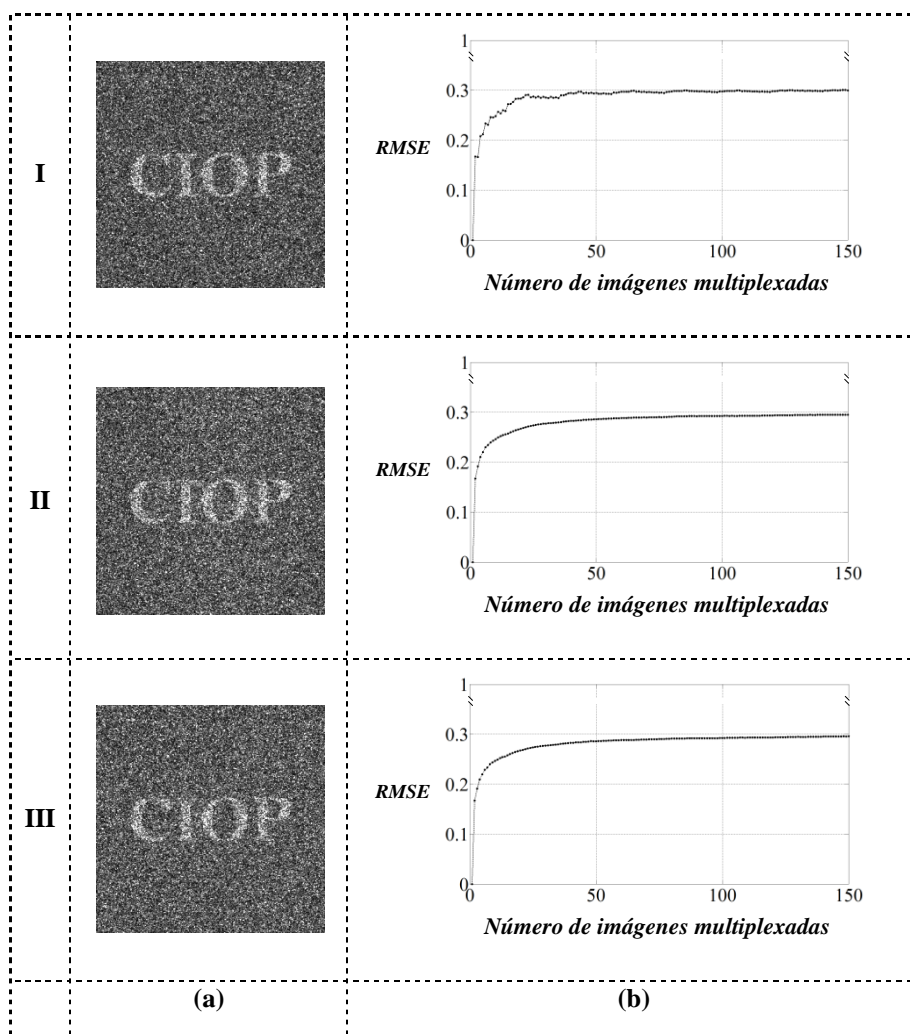 I
CIOP
1
0.3
0.2
0.1
0
RMSE
0 50 100 150
Número de imágenes multiplexadas
II
CIOP
1
0.3
0.2
0.1
0
RMSE
0 50 100 150
Número de imágenes multiplexadas
III
CIOP
1
0.3
0.2
0.1
0
RMSE
0 50 100 150
Número de imágenes multiplexadas
(a) (b)